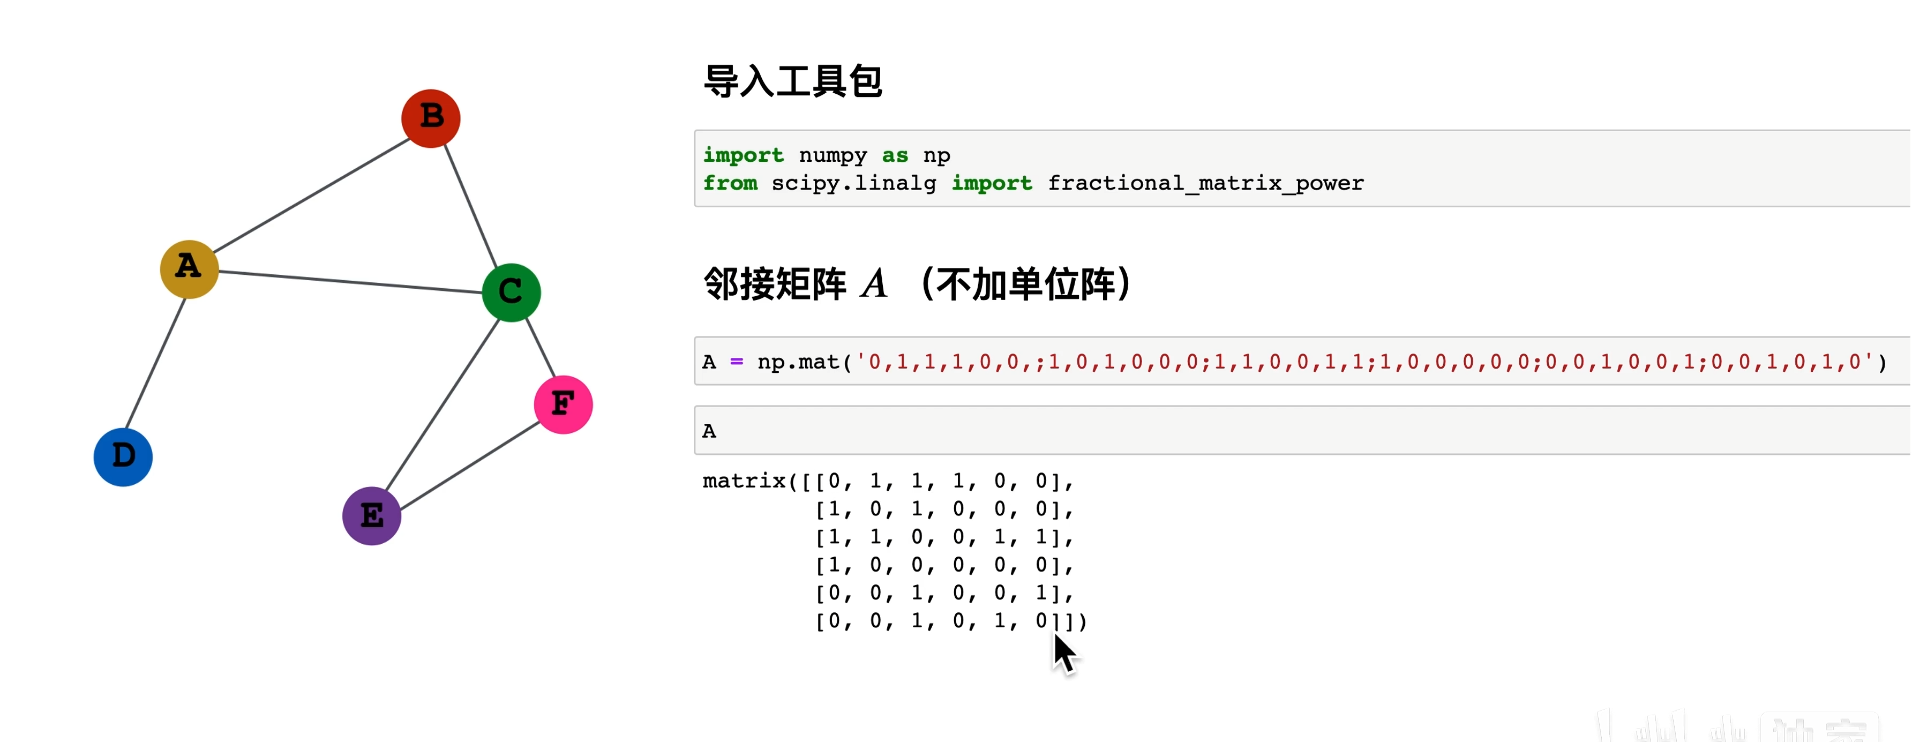 B
A
C
F
D
E
导入工具包
import numpy as np
from scipy.linalg import fractional_matrix_power
邻接矩阵 A （不加单位阵）
A = np.mat('0,1,1,1,0,0,;1,0,1,0,0,0;1,1,0,0,1,1;1,0,0,0,0,0;0,0,1,0,0,1;0,0,1,0,1,0')
A
matrix([[0, 1, 1, 1, 0, 0],
[1, 0, 1, 0, 0, 0],
[1, 1, 0, 0, 1, 1],
[1, 0, 0, 0, 0, 0],
[0, 0, 1, 0, 0, 1],
[0, 0, 1, 0, 1, 0]])